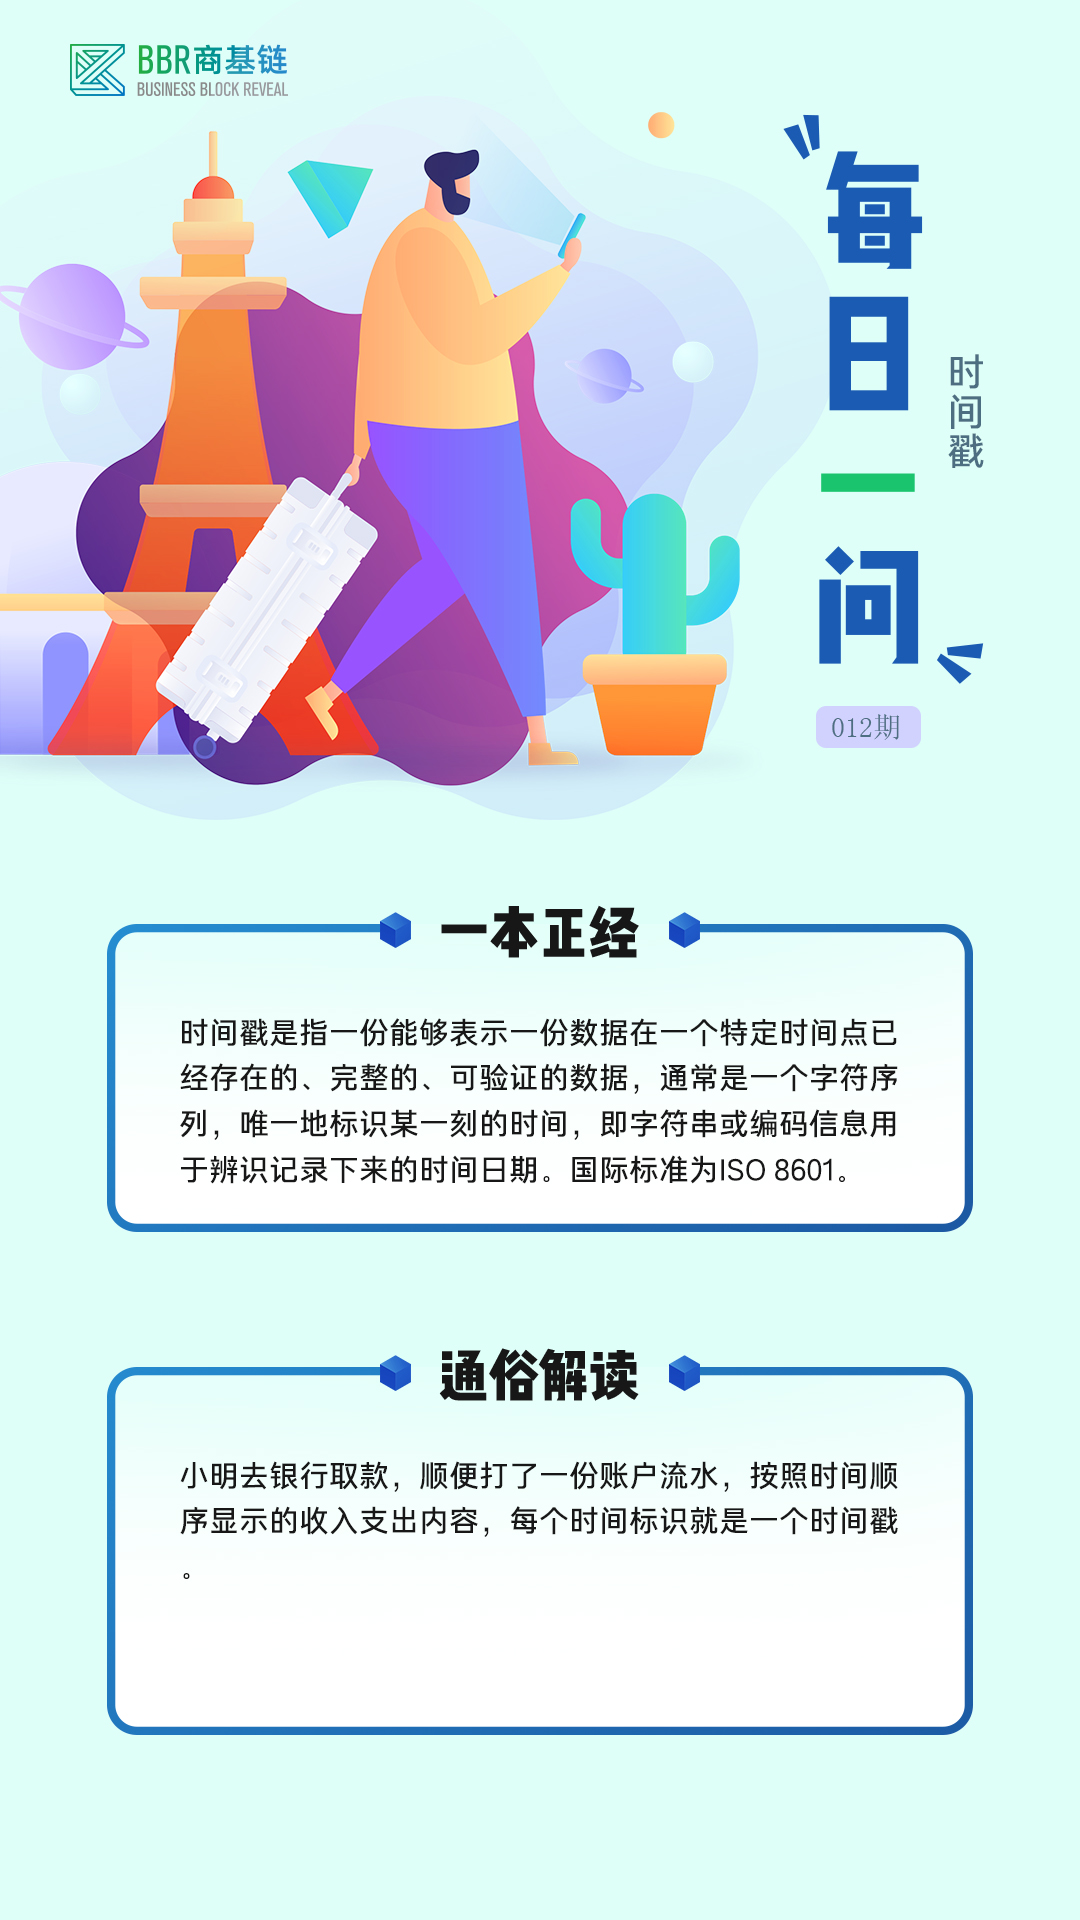 BBR商基链
BUSINESS BLOCK REVEAL
每日一问
时间戳
012期
一本正经
时间戳是指一份能够表示一份数据在一个特定时间点已
经存在的、完整的、可验证的数据，通常是一个字符序
列，唯一地标识某一刻的时间，即字符串或编码信息用
于辨识记录下来的时间日期。国际标准为ISO 8601。
通俗解读
小明去银行取款，顺便打了一份账户流水，按照时间顺
序显示的收入支出内容，每个时间标识就是一个时间戳
。